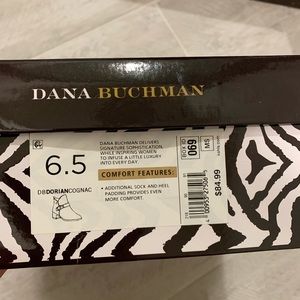 DANA BUCHMAN
6.5
DBDORIANCOGNAC
DANA BUCHMAN DELIVERS
SIGNATURE SOPHISTICATION,
WHILE INSPIRING WOMEN
TO INFUSE A LITTLE LUXURY
INTO EVERY DAY.
COMFORT FEATURES:
• ADDITIONAL SOCK AND HEEL
PADDING PROVIDES EVEN
MORE COMFORT.
069
MS
$84.99